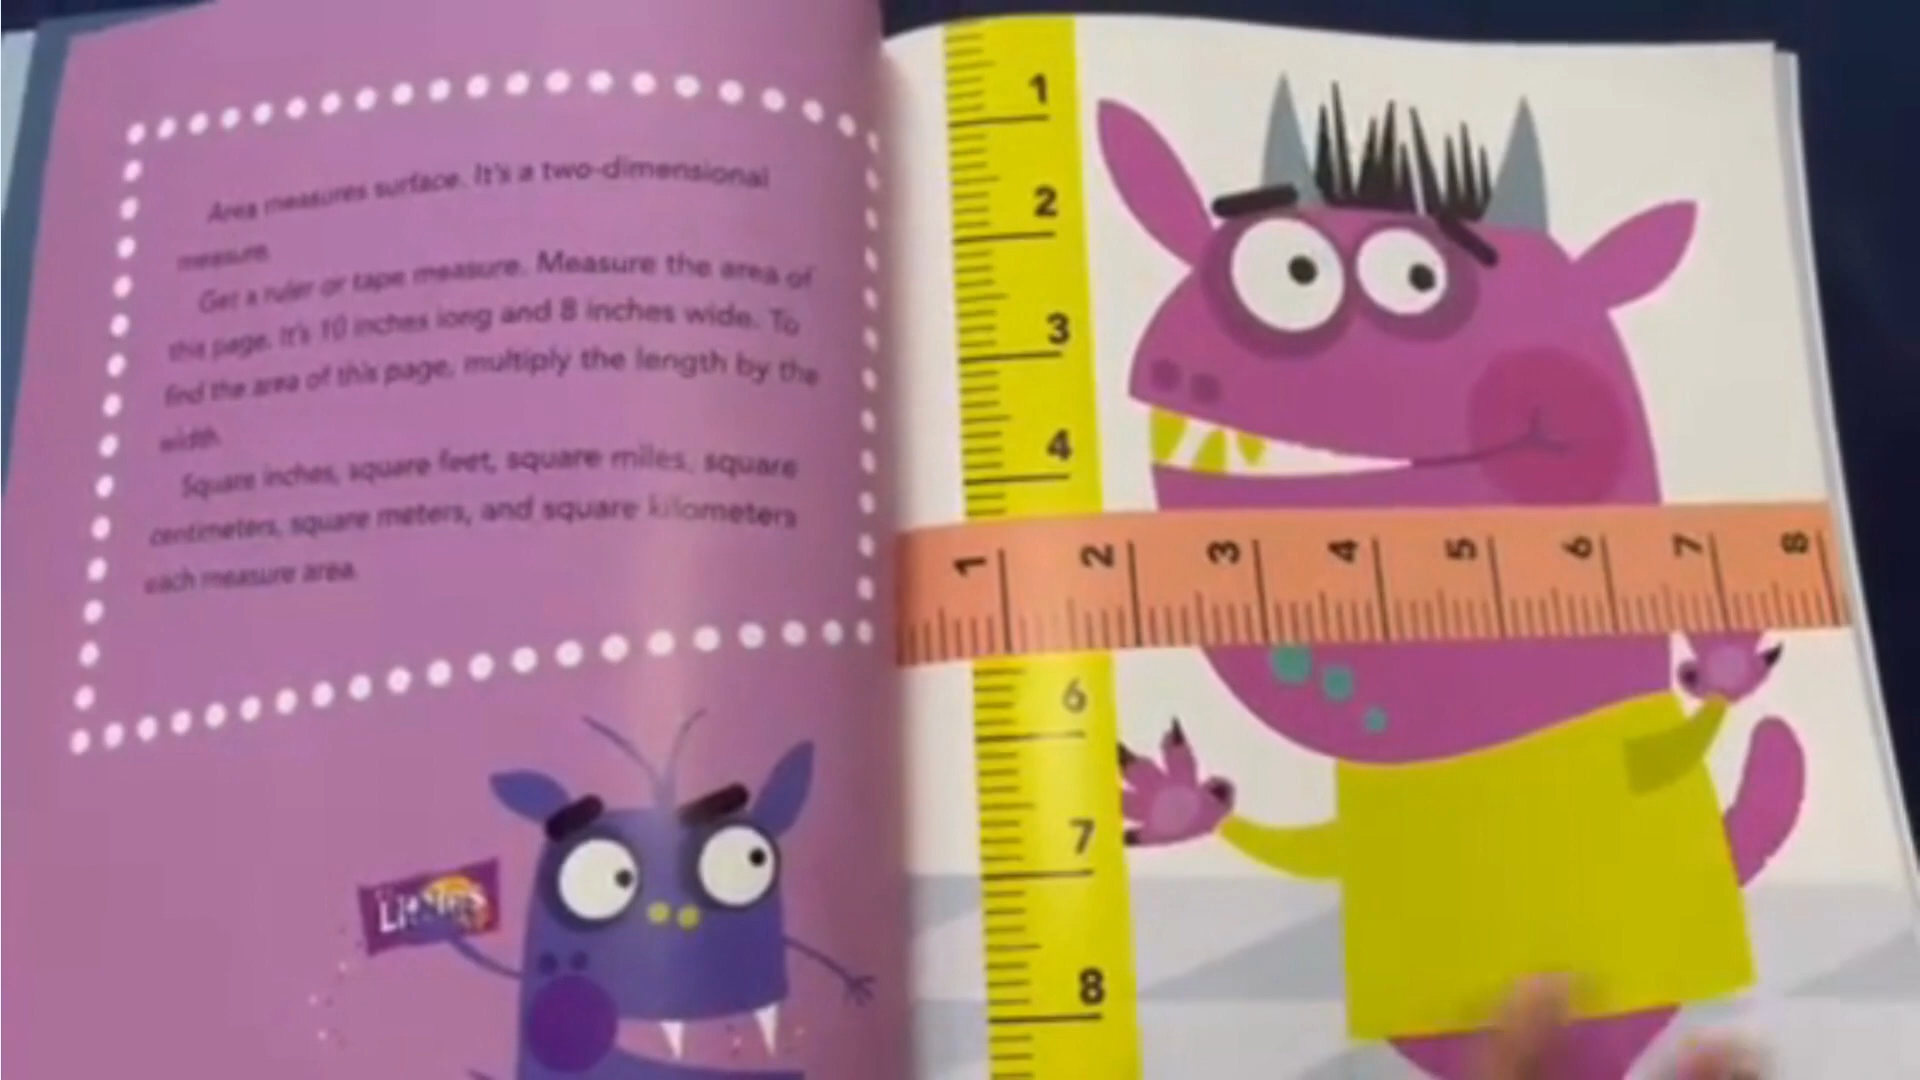 Area measures surface. It's a two-dimensional
measure.
Get a ruler or tape measure. Measure the area of
this page. It's 10 inches long and 8 inches wide. To
find the area of this page, multiply the length by the
width.
Square inches, square feet, square miles, square
centimeters, square meters, and square kilometers
each measure area.
1
2
3
4
1 2 3 4 5 6 7 8
6
7
8